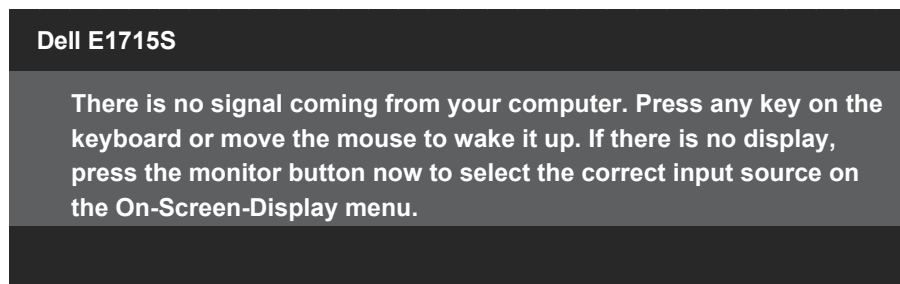 Dell E1715S
There is no signal coming from your computer. Press any key on the
keyboard or move the mouse to wake it up. If there is no display,
press the monitor button now to select the correct input source on
the On-Screen-Display menu.